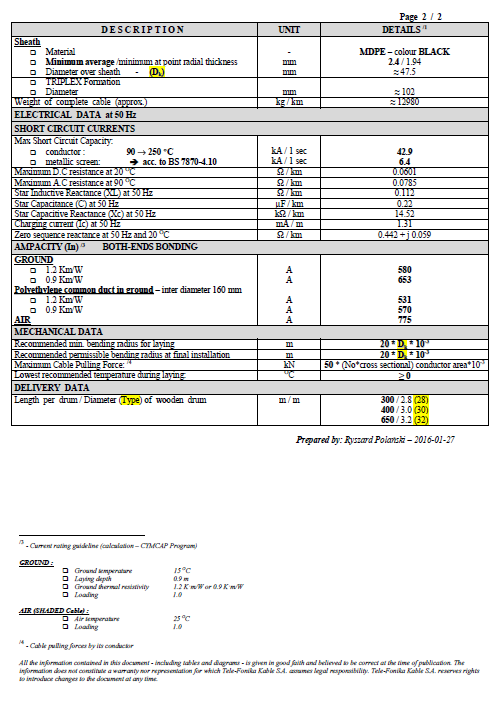 Page 2 / 2
DESCRIPTION UNIT DETAILS /1
Sheath
❑ Material - MDPE – colour BLACK
❑ Minimum average /minimum at point radial thickness mm 2.4 / 1.94
❑ Diameter over sheath - (Db) mm ≈ 47.5
❑ TRIPLEX Formation
❑ Diameter mm ≈ 102
Weight of complete cable (approx.) kg / km ≈ 12980
ELECTRICAL DATA at 50 Hz
SHORT CIRCUIT CURRENTS
Max Short Circuit Capacity:
❑ conductor : 90 → 250 °C kA / 1 sec 42.9
❑ metallic screen: ➔ acc. to BS 7870-4.10 kA / 1 sec 6.4
Maximum D.C resistance at 20 °C Ω / km 0.0601
Maximum A.C resistance at 90 °C Ω / km 0.0785
Star Inductive Reactance (XL) at 50 Hz Ω / km 0.112
Star Capacitance (C) at 50 Hz µF / km 0.22
Star Capacitive Reactance (Xc) at 50 Hz kΩ / km 14.52
Charging current (Ic) at 50 Hz mA / m 1.31
Zero sequence reactance at 50 Hz and 20 °C Ω / km 0.442 + j 0.059
AMPACITY (In) /3 BOTH-ENDS BONDING
GROUND
❑ 1.2 Km/W A 580
❑ 0.9 Km/W A 653
Polyethylene common duct in ground – inter diameter 160 mm
❑ 1.2 Km/W A 531
❑ 0.9 Km/W A 570
AIR A 775
MECHANICAL DATA
Recommended min. bending radius for laying m 20 * Db * 10-3
Recommended permissible bending radius at final installation m 20 * Db * 10-3
Maximum Cable Pulling Force: /4 kN 50 * (No*cross sectional) conductor area*10-3
Lowest recommended temperature during laying: °C ≥ 0
DELIVERY DATA
Length per drum / Diameter (Type) of wooden drum m / m 300 / 2.8 (28)
400 / 3.0 (30)
650 / 3.2 (32)
Prepared by: Ryszard Polański – 2016-01-27
/3 - Current rating guideline (calculation – CYMCAP Program)
GROUND :
❑ Ground temperature 15 °C
❑ Laying depth 0.9 m
❑ Ground thermal resistivity 1.2 K·m/W or 0.9 K·m/W
❑ Loading 1.0
AIR (SHADED Cable) :
❑ Air temperature 25 °C
❑ Loading 1.0
/4 - Cable pulling forces by its conductor
All the information contained in this document - including tables and diagrams - is given in good faith and believed to be correct at the time of publication. The
information does not constitute a warranty nor representation for which Tele-Fonika Kable S.A. assumes legal responsibility. Tele-Fonika Kable S.A. reserves rights
to introduce changes to the document at any time.